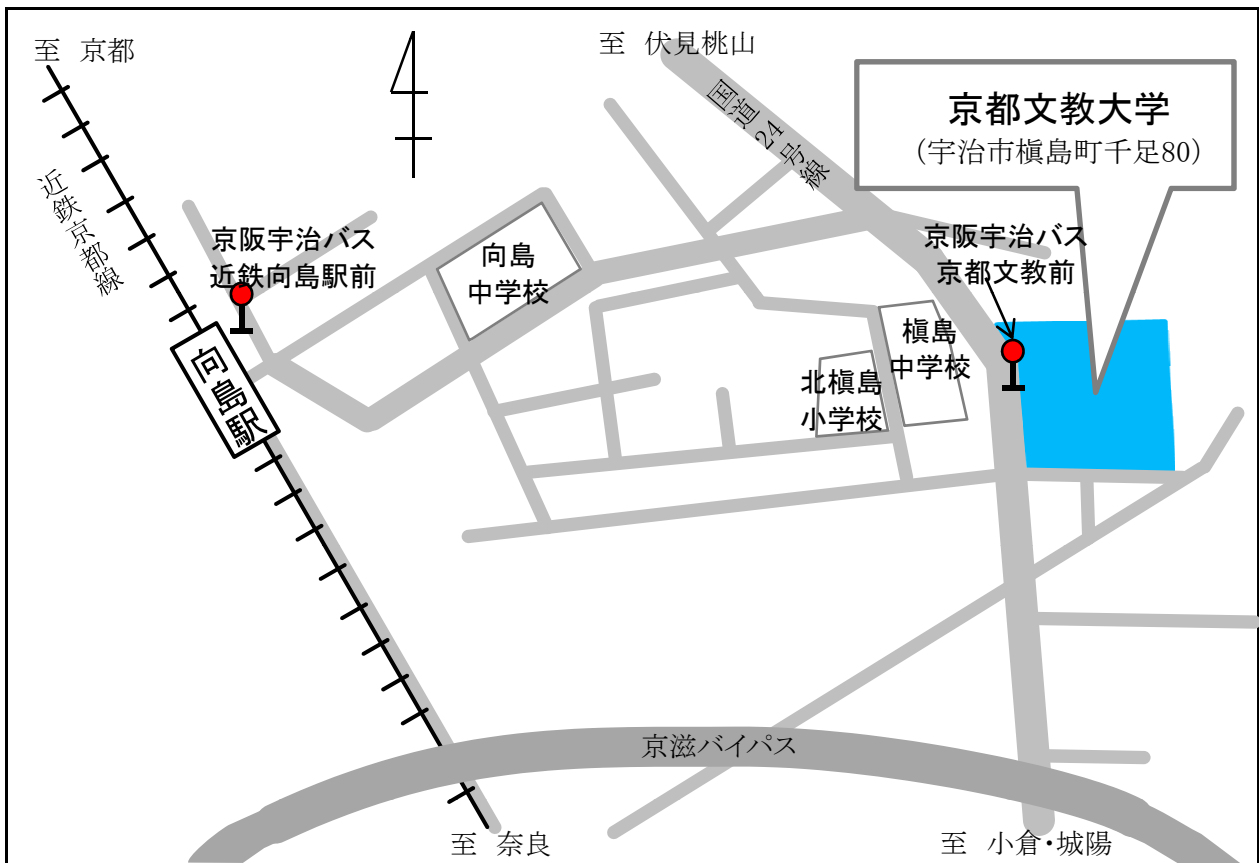 至 京都
至 伏見桃山
国道24号線
京都文教大学
(宇治市槇島町千足80)
近鉄京都線
京阪宇治バス
近鉄向島駅前
向島
中学校
京阪宇治バス
京都文教前
槇島
中学校
北槇島
小学校
向島駅
京滋バイパス
至 奈良
至 小倉・城陽